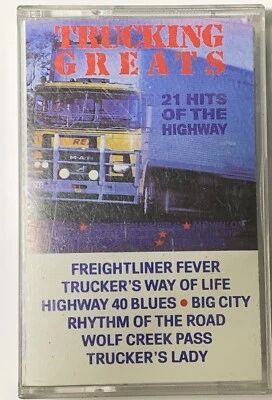 TRUCKING
GREATS
21 HITS
OF THE
HIGHWAY
RE
M·A·N
FREIGHTLINER FEVER
TRUCKER'S WAY OF LIFE
HIGHWAY 40 BLUES • BIG CITY
RHYTHM OF THE ROAD
WOLF CREEK PASS
TRUCKER'S LADY